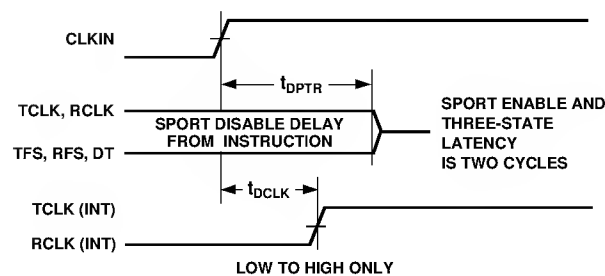 CLKIN
tDPTR
TCLK, RCLK
SPORT DISABLE DELAY
FROM INSTRUCTION
TFS, RFS, DT
SPORT ENABLE AND
THREE-STATE
LATENCY
IS TWO CYCLES
tDCLK
TCLK (INT)
RCLK (INT)
LOW TO HIGH ONLY